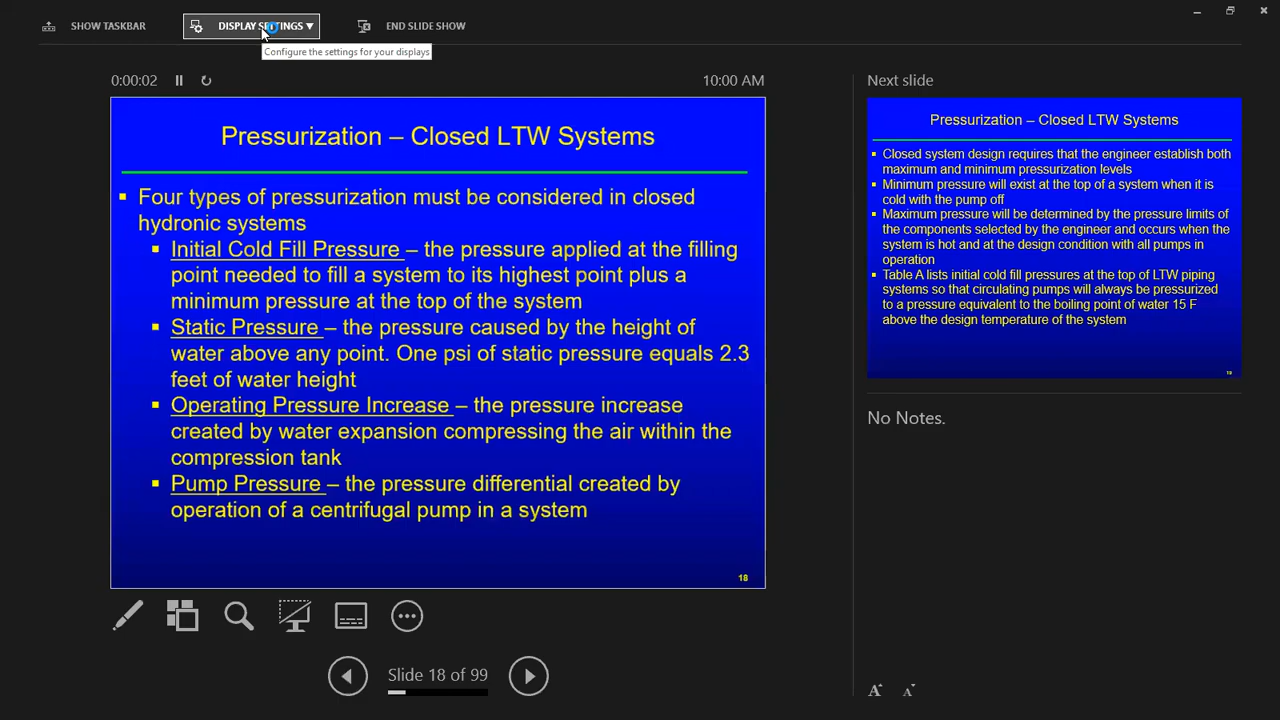 SHOW TASKBAR
DISPLAY SETTINGS ▼
END SLIDE SHOW
Configure the settings for your displays
0:00:02
10:00 AM
Pressurization – Closed LTW Systems
▪ Four types of pressurization must be considered in closed
hydronic systems
▪ Initial Cold Fill Pressure – the pressure applied at the filling
point needed to fill a system to its highest point plus a
minimum pressure at the top of the system
▪ Static Pressure – the pressure caused by the height of
water above any point. One psi of static pressure equals 2.3
feet of water height
▪ Operating Pressure Increase – the pressure increase
created by water expansion compressing the air within the
compression tank
▪ Pump Pressure – the pressure differential created by
operation of a centrifugal pump in a system
18
Slide 18 of 99
Next slide
Pressurization – Closed LTW Systems
▪ Closed system design requires that the engineer establish both
maximum and minimum pressurization levels
▪ Minimum pressure will exist at the top of a system when it is
cold with the pump off
▪ Maximum pressure will be determined by the pressure limits of
the components selected by the engineer and occurs when the
system is hot and at the design condition with all pumps in
operation
▪ Table A lists initial cold fill pressures at the top of LTW piping
systems so that circulating pumps will always be pressurized
to a pressure equivalent to the boiling point of water 15 F
above the design temperature of the system
19
No Notes.
A A